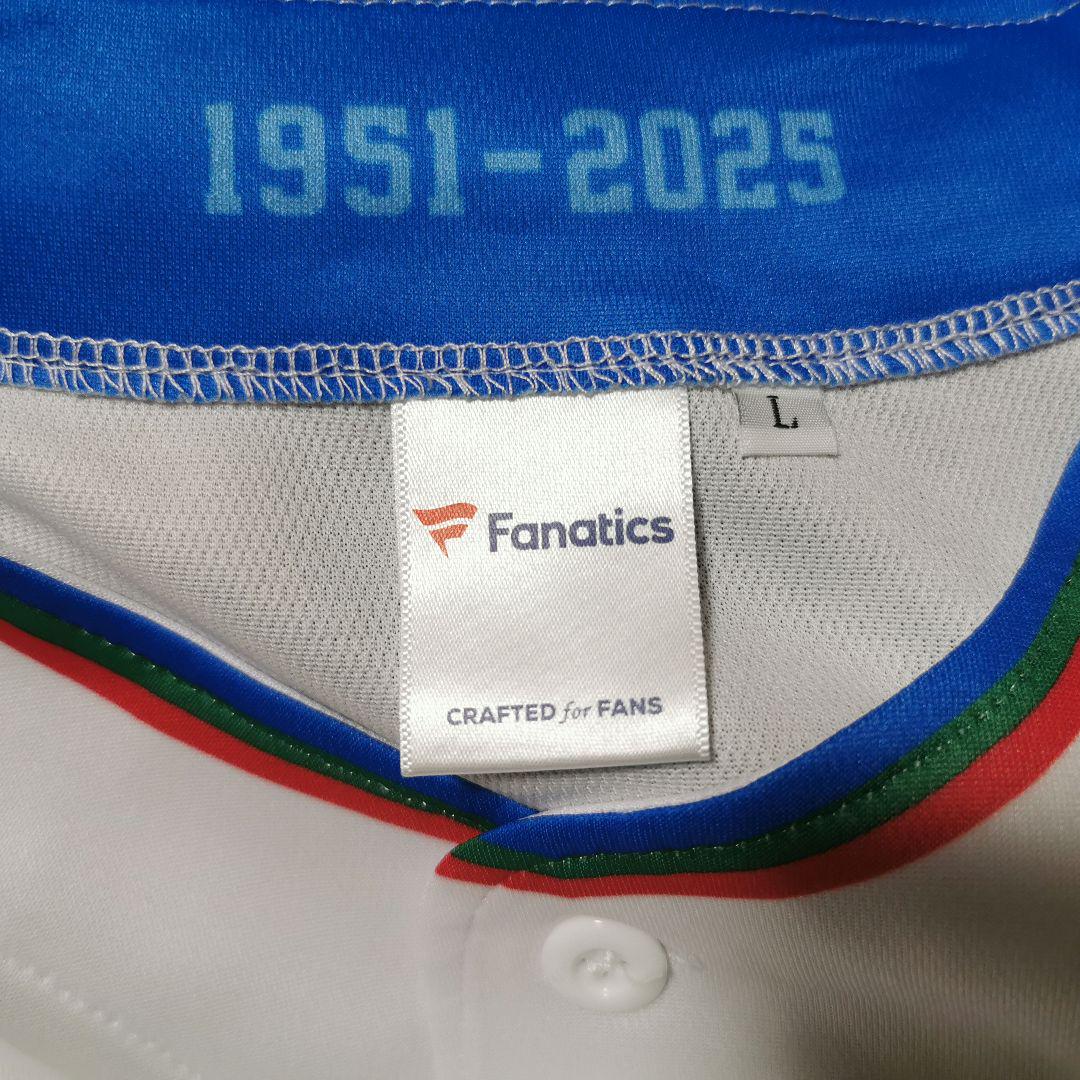 1951-2025
L
Fanatics
CRAFTED for FANS